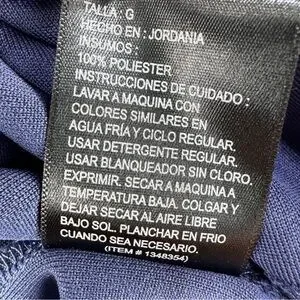 TALLA: G
HECHO EN : JORDANIA
INSUMOS :
100% POLIESTER
INSTRUCIONES DE CUIDADO :
LAVAR A MAQUINA CON
COLORES SIMILARES EN
AGUA FRÍA Y CICLO REGULAR.
USAR DETERGENTE REGULAR.
USAR BLANQUEADOR SIN CLORO.
EXPRIMIR. SECAR A MAQUINA A
TEMPERATURA BAJA. COLGAR Y
DEJAR SECAR AL AIRE LIBRE
BAJO SOL. PLANCHAR EN FRIO
CUANDO SEA NECESARIO.
(ITEM # 1348354)